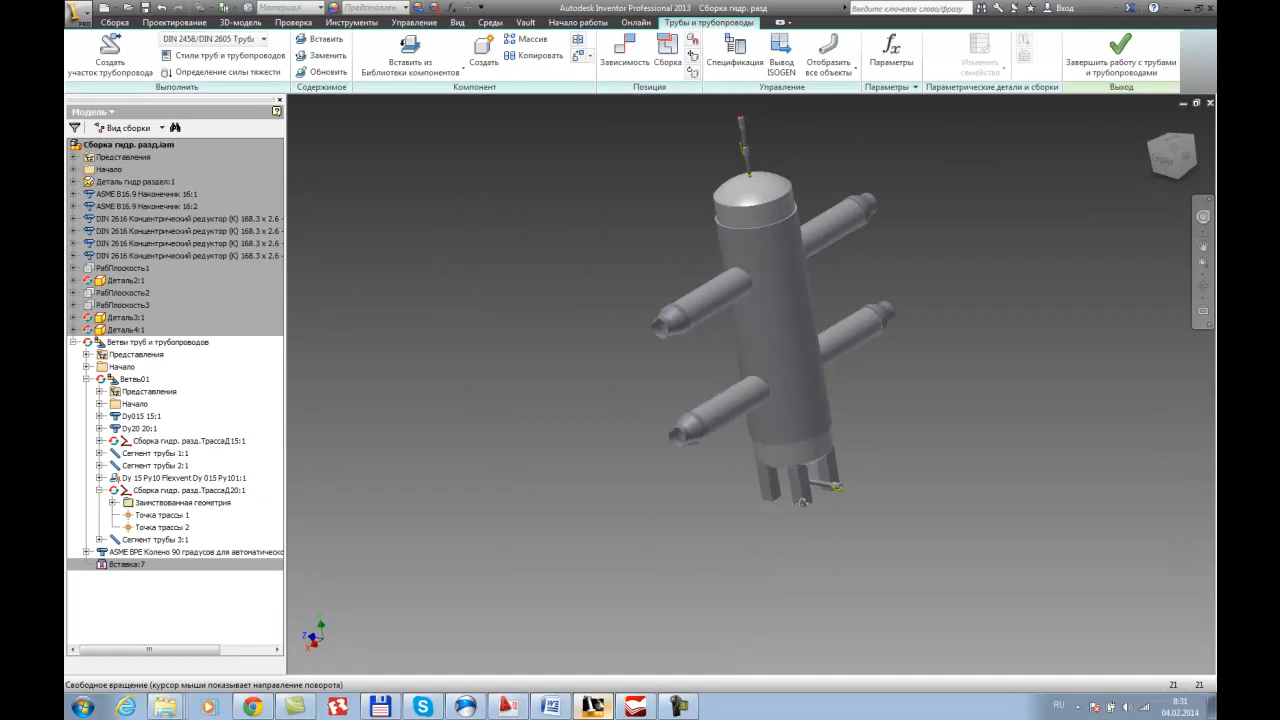 Материал
Представлен
Autodesk Inventor Professional 2013
Сборка гидр. разд
Введите ключевое слово/фразу
Вход
PRO
Сборка
Проектирование
3D-модель
Проверка
Инструменты
Управление
Вид
Среды
Vault
Начало работы
Онлайн
Трубы и трубопроводы
Создать
участок трубопровода
DIN 2458/DIN 2605 Труба
Стили труб и трубопроводов
Определение силы тяжести
Выполнить
Вставить
Заменить
Обновить
Содержимое
Вставить из
Библиотеки компонентов
Создать
Массив
Копировать
Компонент
Зависимость
Сборка
Позиция
Спецификация
Вывод
ISOGEN
Отобразить
все объекты
Управление
Параметры
Параметры
Изменить
семейство
Параметрические детали и сборки
Завершить работу с трубами
и трубопроводами
Выход
Модель
Вид сборки
Сборка гидр. разд.iam
Представления
Начало
Деталь гидр раздел:1
ASME B16.9 Наконечник 16:1
ASME B16.9 Наконечник 16:2
DIN 2616 Концентрический редуктор (K) 168.3 x 2.6 -
DIN 2616 Концентрический редуктор (K) 168.3 x 2.6 -
DIN 2616 Концентрический редуктор (K) 168.3 x 2.6 -
DIN 2616 Концентрический редуктор (K) 168.3 x 2.6 -
РабПлоскость1
Деталь2:1
РабПлоскость2
РабПлоскость3
Деталь3:1
Деталь4:1
Ветви труб и трубопроводов
Представления
Начало
Ветвь01
Представления
Начало
Dy015 15:1
Dy20 20:1
Сборка гидр. разд.ТрассаД15:1
Сегмент трубы 1:1
Сегмент трубы 2:1
Dy 15 Py10 Flexvent Dy 015 Py101:1
Сборка гидр. разд.ТрассаД20:1
Заимствованная геометрия
Точка трассы 1
Точка трассы 2
Сегмент трубы 3:1
ASME BPE Колено 90 градусов для автоматическо
Вставка:7
Z
X
Свободное вращение (курсор мыши показывает направление поворота)
21
21
RU
8:31
04.02.2014